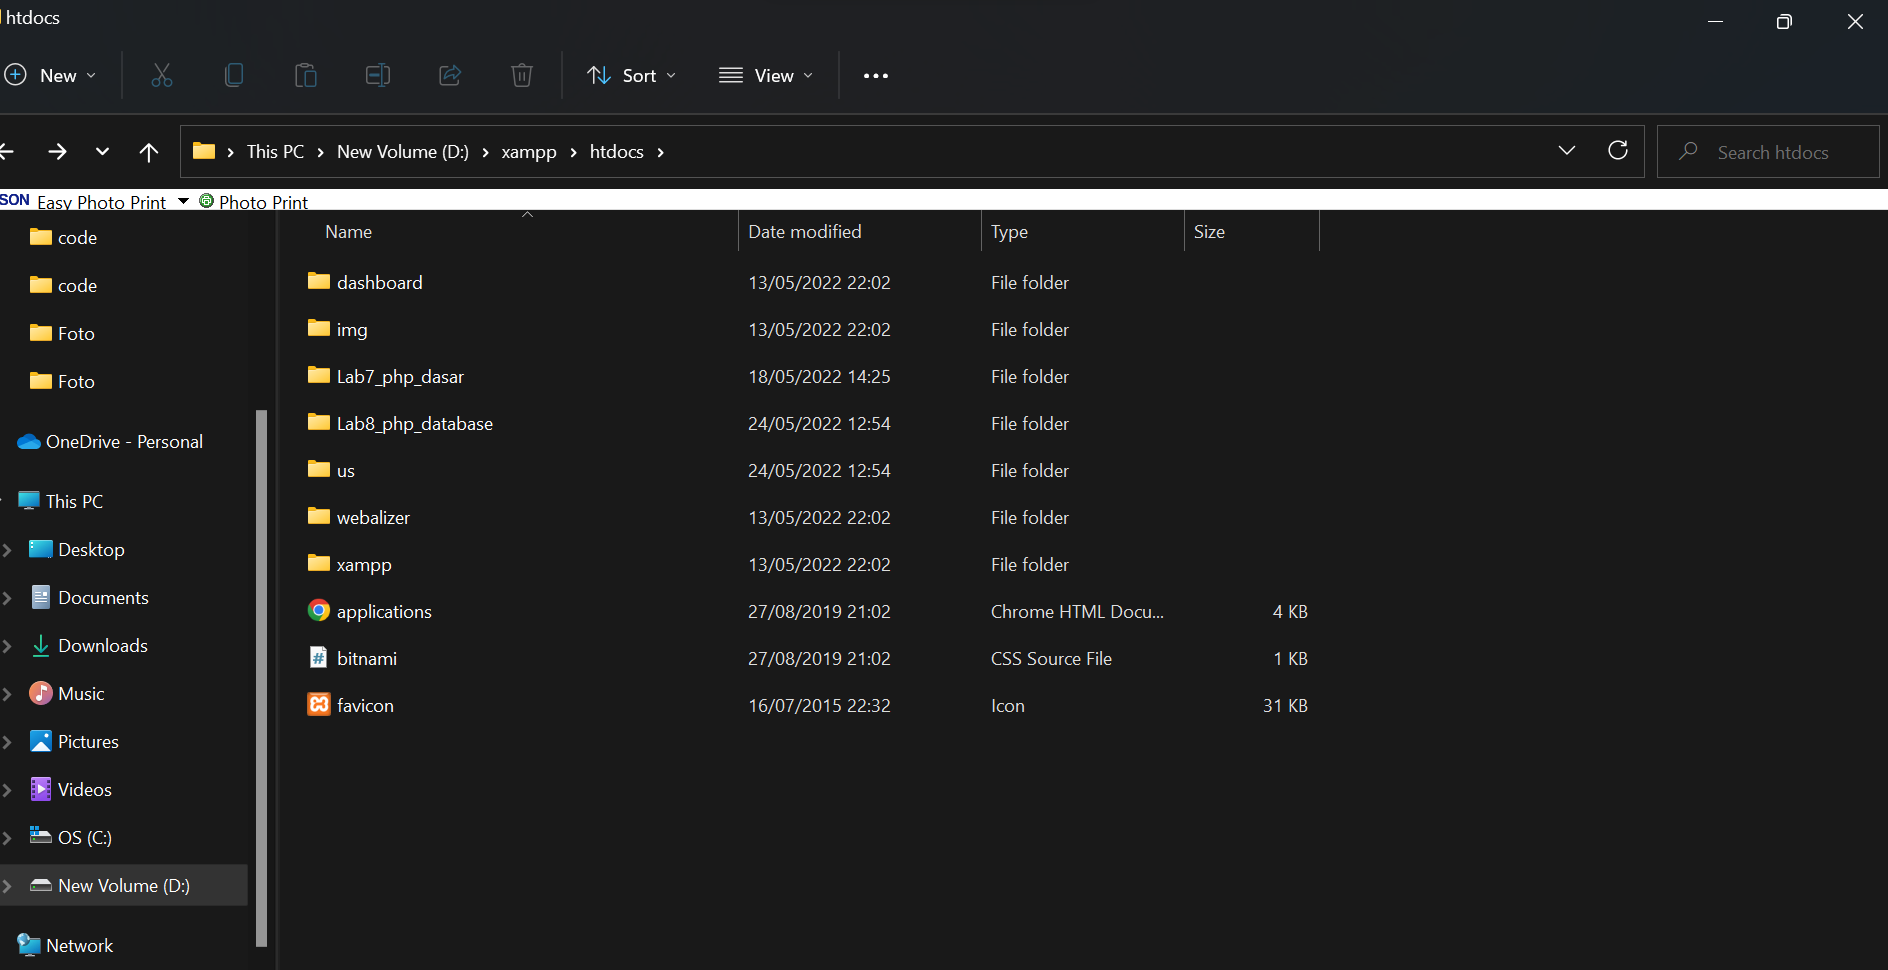 htdocs
New
Sort
View
This PC > New Volume (D:) > xampp > htdocs >
Search htdocs
SON Easy Photo Print Photo Print
Name Date modified Type Size
code
code
Foto
Foto
OneDrive - Personal
This PC
Desktop
Documents
Downloads
Music
Pictures
Videos
OS (C:)
New Volume (D:)
Network
dashboard 13/05/2022 22:02 File folder
img 13/05/2022 22:02 File folder
Lab7_php_dasar 18/05/2022 14:25 File folder
Lab8_php_database 24/05/2022 12:54 File folder
us 24/05/2022 12:54 File folder
webalizer 13/05/2022 22:02 File folder
xampp 13/05/2022 22:02 File folder
applications 27/08/2019 21:02 Chrome HTML Docu... 4 KB
bitnami 27/08/2019 21:02 CSS Source File 1 KB
favicon 16/07/2015 22:32 Icon 31 KB